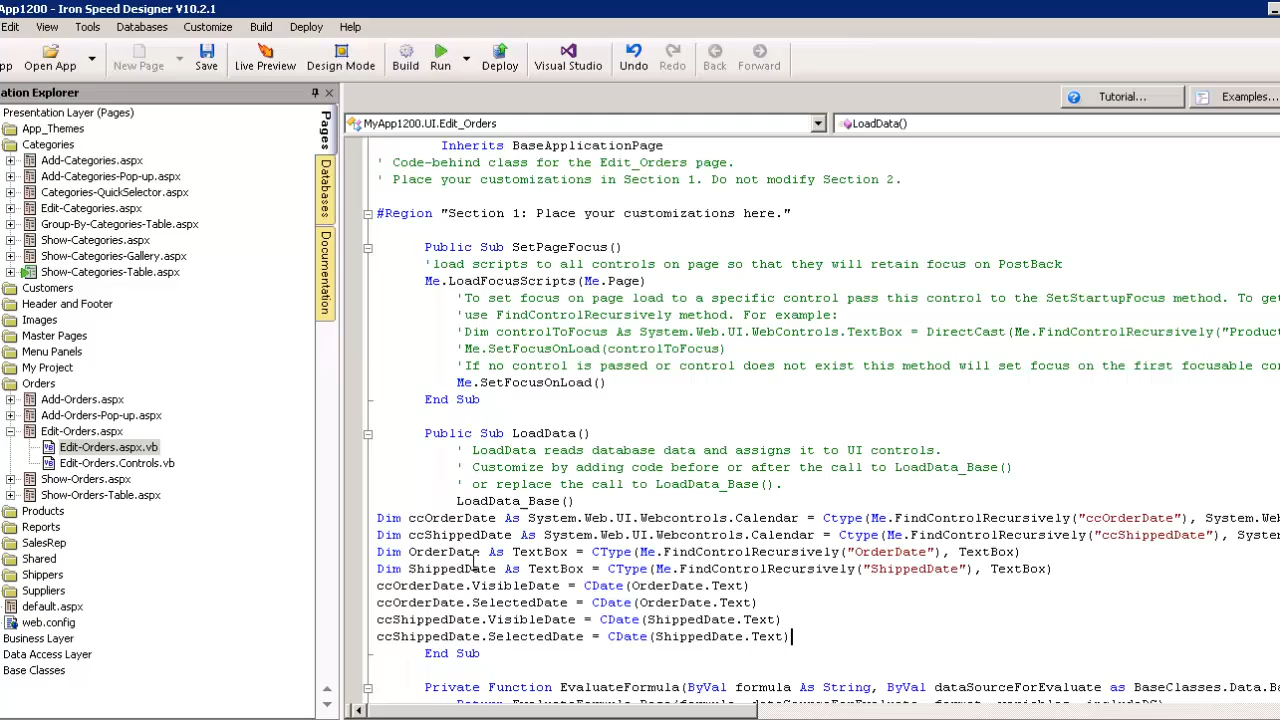 App1200 - Iron Speed Designer V10.2.1
Edit View Tools Databases Customize Build Deploy Help
Open App New Page Save Live Preview Design Mode Build Run Deploy Visual Studio Undo Redo Back Forward
ation Explorer
Tutorial... Examples...
Presentation Layer (Pages)
App_Themes
Categories
Add-Categories.aspx
Add-Categories-Pop-up.aspx
Categories-QuickSelector.aspx
Edit-Categories.aspx
Group-By-Categories-Table.aspx
Show-Categories.aspx
Show-Categories-Gallery.aspx
Show-Categories-Table.aspx
Customers
Header and Footer
Images
Master Pages
Menu Panels
My Project
Orders
Add-Orders.aspx
Add-Orders-Pop-up.aspx
Edit-Orders.aspx
Edit-Orders.aspx.vb
Edit-Orders.Controls.vb
Show-Orders.aspx
Show-Orders-Table.aspx
Products
Reports
SalesRep
Shared
Shippers
Suppliers
default.aspx
web.config
Business Layer
Data Access Layer
Base Classes
Pages
Databases
Documentation
MyApp1200.UI.Edit_Orders LoadData()
Inherits BaseApplicationPage
' Code-behind class for the Edit_Orders page.
' Place your customizations in Section 1. Do not modify Section 2.
#Region "Section 1: Place your customizations here."
Public Sub SetPageFocus()
'load scripts to all controls on page so that they will retain focus on PostBack
Me.LoadFocusScripts(Me.Page)
'To set focus on page load to a specific control pass this control to the SetStartupFocus method. To ge
'use FindControlRecursively method. For example:
'Dim controlToFocus As System.Web.UI.WebControls.TextBox = DirectCast(Me.FindControlRecursively("Produc
'Me.SetFocusOnLoad(controlToFocus)
'If no control is passed or control does not exist this method will set focus on the first focusable co
Me.SetFocusOnLoad()
End Sub
Public Sub LoadData()
' LoadData reads database data and assigns it to UI controls.
' Customize by adding code before or after the call to LoadData_Base()
' or replace the call to LoadData_Base().
LoadData_Base()
Dim ccOrderDate As System.Web.UI.Webcontrols.Calendar = Ctype(Me.FindControlRecursively("ccOrderDate"), System.We
Dim ccShippedDate As System.Web.UI.Webcontrols.Calendar = Ctype(Me.FindControlRecursively("ccShippedDate"), Syste
Dim OrderDate As TextBox = CType(Me.FindControlRecursively("OrderDate"), TextBox)
Dim ShippedDate As TextBox = CType(Me.FindControlRecursively("ShippedDate"), TextBox)
ccOrderDate.VisibleDate = CDate(OrderDate.Text)
ccOrderDate.SelectedDate = CDate(OrderDate.Text)
ccShippedDate.VisibleDate = CDate(ShippedDate.Text)
ccShippedDate.SelectedDate = CDate(ShippedDate.Text)
End Sub
Private Function EvaluateFormula(ByVal formula As String, ByVal dataSourceForEvaluate as BaseClasses.Data.Ba